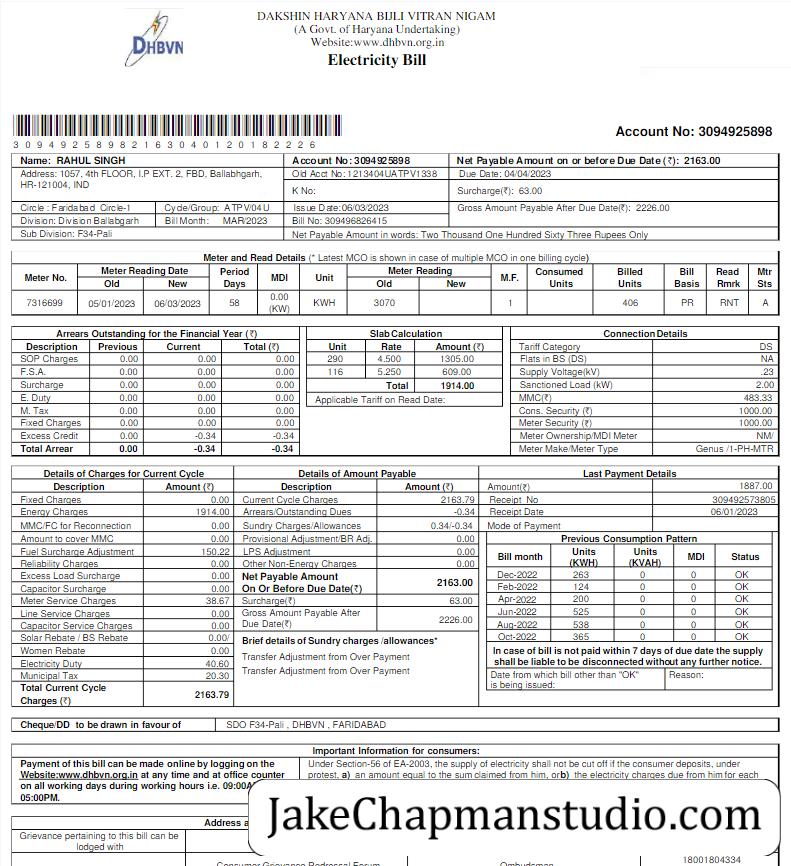 DHBVN
DAKSHIN HARYANA BIJLI VITRAN NIGAM
(A Govt. of Haryana Undertaking)
Website:www.dhbvn.org.in
Electricity Bill
3 0 9 4 9 2 5 8 9 8 2 1 6 3 0 4 0 1 2 0 1 8 2 2 2 6
Account No: 3094925898
Name: RAHUL SINGH
Address: 1057, 4th FLOOR, I.P EXT. 2, FBD, Ballabhgarh,
HR-121004, IND
Circle : Faridabad Circle-1 Cycle/Group: ATPV/04U
Division: Division Ballabgarh Bill Month: MAR/2023
Sub Division: F34-Pali
Account No: 3094925898
Old Acct No : 1213404UATPV1338
K No:
Issue Date:06/03/2023
Bill No: 309496826415
Net Payable Amount on or before Due Date (₹): 2163.00
Due Date: 04/04/2023
Surcharge(₹): 63.00
Gross Amount Payable After Due Date(₹): 2226.00
Net Payable Amount in words: Two Thousand One Hundred Sixty Three Rupees Only
Meter and Read Details (* Latest MCO is shown in case of multiple MCO in one billing cycle)
Meter No. Meter Reading Date Old New Period Days MDI Unit Meter Reading Old New M.F. Consumed Units Billed Units Bill Basis Read Rmrk Mtr Sts
7316699 05/01/2023 06/03/2023 58 0.00 (KW) KWH 3070 1 406 PR RNT A
Arrears Outstanding for the Financial Year (₹)
Description Previous Current Total (₹)
SOP Charges 0.00 0.00 0.00
F.S.A. 0.00 0.00 0.00
Surcharge 0.00 0.00 0.00
E. Duty 0.00 0.00 0.00
M. Tax 0.00 0.00 0.00
Fixed Charges 0.00 0.00 0.00
Excess Credit -0.34 -0.34
Total Arrear 0.00 -0.34 -0.34
Slab Calculation
Unit Rate Amount (₹)
290 4.500 1305.00
116 5.250 609.00
Total 1914.00
Applicable Tariff on Read Date:
Connection Details
Tariff Category DS
Flats in BS (DS) NA
Supply Voltage(kV) .23
Sanctioned Load (kW) 2.00
MMC(₹) 483.33
Cons. Security (₹) 1000.00
Meter Security (₹) 1000.00
Meter Ownership/MDI Meter NM/
Meter Make/Meter Type Genus /1-PH-MTR
Details of Charges for Current Cycle
Description Amount (₹)
Fixed Charges 0.00
Energy Charges 1914.00
MMC/FC for Reconnection 0.00
Amount to cover MMC 0.00
Fuel Surcharge Adjustment 150.22
Reliability Charges 0.00
Excess Load Surcharge 0.00
Capacitor Surcharge 0.00
Meter Service Charges 38.67
Line Service Charges 0.00
Capacitor Service Charges 0.00
Solar Rebate / BS Rebate 0.00/
Women Rebate 0.00
Electricity Duty 40.60
Municipal Tax 20.30
Total Current Cycle
Charges (₹) 2163.79
Details of Amount Payable
Description Amount (₹)
Current Cycle Charges 2163.79
Arrears/Outstanding Dues -0.34
Sundry Charges/Allowances 0.34/-0.34
Provisional Adjustment/BR Adj. 0.00
LPS Adjustment 0.00
Other Non-Energy Charges 0.00
Net Payable Amount
On Or Before Due Date(₹) 2163.00
Surcharge(₹) 63.00
Gross Amount Payable After
Due Date(₹) 2226.00
Brief details of Sundry charges /allowances*
Transfer Adjustment from Over Payment
Transfer Adjustment from Over Payment
Last Payment Details
Amount(₹) 1887.00
Receipt No 309492573805
Receipt Date 06/01/2023
Mode of Payment
Previous Consumption Pattern
Bill month Units (KWH) Units (KVAH) MDI Status
Dec-2022 263 0 0 OK
Feb-2022 124 0 0 OK
Apr-2022 200 0 0 OK
Jun-2022 525 0 0 OK
Aug-2022 538 0 0 OK
Oct-2022 365 0 0 OK
In case of bill is not paid within 7 days of due date the supply
shall be liable to be disconnected without any further notice.
Date from which bill other than "OK"
is being issued:
Reason:
Cheque/DD to be drawn in favour of SDO F34-Pali , DHBVN , FARIDABAD
Important Information for consumers:
Payment of this bill can be made online by logging on the
Website:www.dhbvn.org.in at any time and at office counter
on all working days during working hours i.e. 09:00A
05:00PM.
Under Section-56 of EA-2003, the supply of electricity shall not be cut off if the consumer deposits, under
protest, a) an amount equal to the sum claimed from him, or b) the electricity charges due from him for each
JakeChapmanstudio.com
Address a
Grievance pertaining to this bill can be
lodged with
Consumer Grievance Redressal Forum
Ombudsman
18001804334